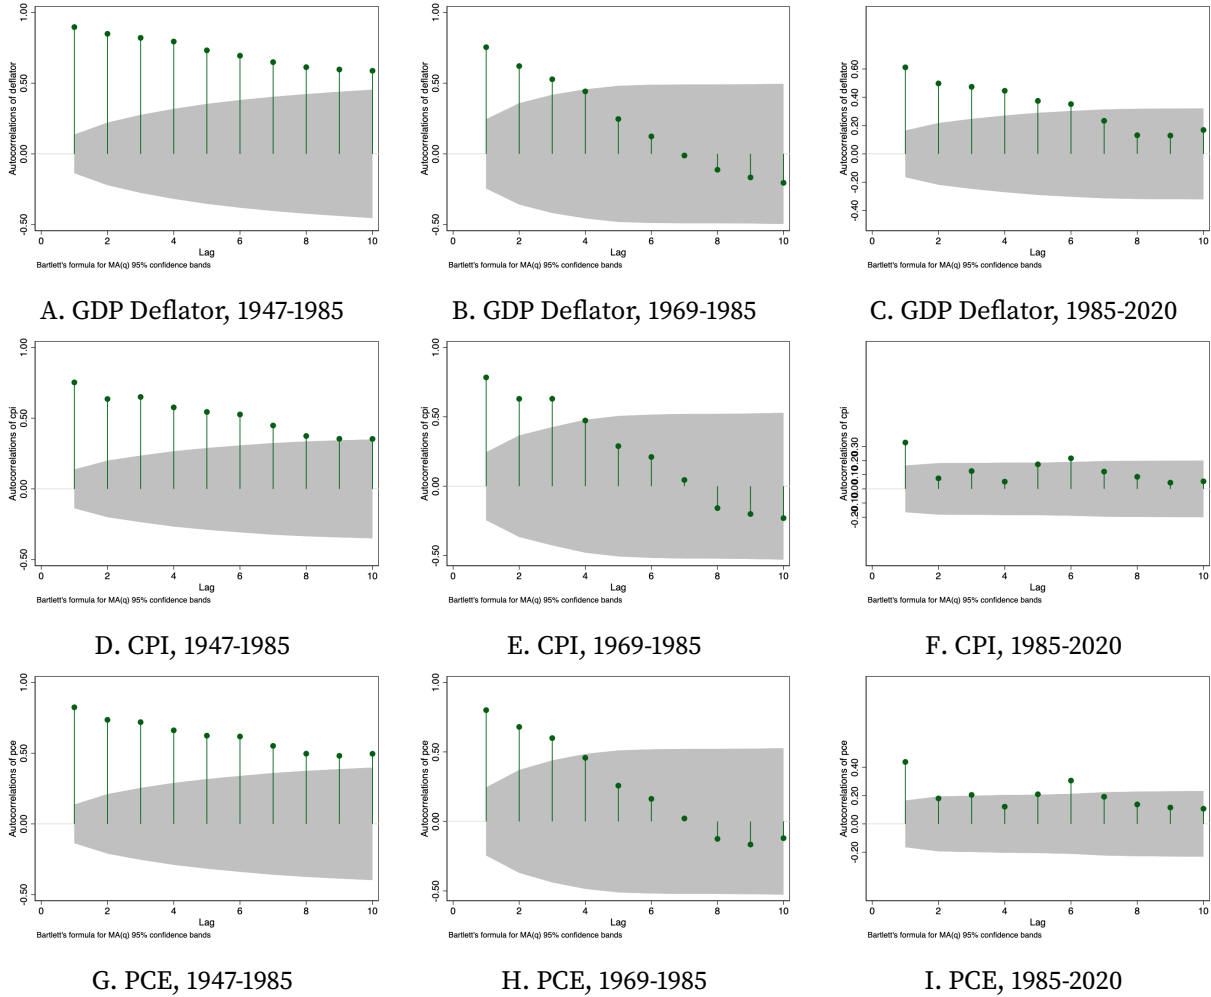 Autocorrelations of deflator
-0.50 0.00 0.50 1.00
0 2 4 6 8 10
Lag
Bartlett's formula for MA(q) 95% confidence bands
A. GDP Deflator, 1947-1985
Autocorrelations of deflator
-0.50 0.00 0.50 1.00
0 2 4 6 8 10
Lag
Bartlett's formula for MA(q) 95% confidence bands
B. GDP Deflator, 1969-1985
Autocorrelations of deflator
-0.40 -0.20 0.00 0.20 0.40 0.60
0 2 4 6 8 10
Lag
Bartlett's formula for MA(q) 95% confidence bands
C. GDP Deflator, 1985-2020
Autocorrelations of cpi
-0.50 0.00 0.50 1.00
0 2 4 6 8 10
Lag
Bartlett's formula for MA(q) 95% confidence bands
D. CPI, 1947-1985
Autocorrelations of cpi
-0.50 0.00 0.50 1.00
0 2 4 6 8 10
Lag
Bartlett's formula for MA(q) 95% confidence bands
E. CPI, 1969-1985
Autocorrelations of cpi
-0.20 -0.10 0.00 0.10 0.20 0.30
0 2 4 6 8 10
Lag
Bartlett's formula for MA(q) 95% confidence bands
F. CPI, 1985-2020
Autocorrelations of pce
-0.50 0.00 0.50 1.00
0 2 4 6 8 10
Lag
Bartlett's formula for MA(q) 95% confidence bands
G. PCE, 1947-1985
Autocorrelations of pce
-0.50 0.00 0.50 1.00
0 2 4 6 8 10
Lag
Bartlett's formula for MA(q) 95% confidence bands
H. PCE, 1969-1985
Autocorrelations of pce
-0.20 0.00 0.20 0.40
0 2 4 6 8 10
Lag
Bartlett's formula for MA(q) 95% confidence bands
I. PCE, 1985-2020